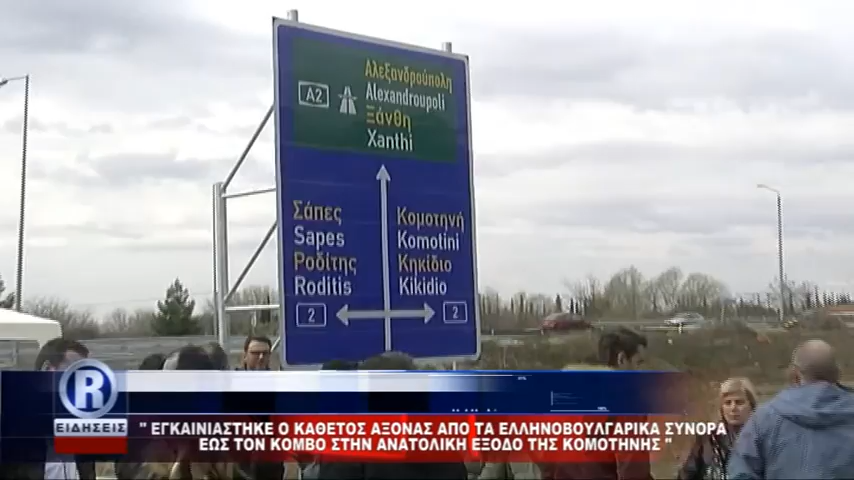 Αλεξανδρούπολη
A2
Alexandroupoli
Ξάνθη
Xanthi
Σάπες
Sapes
Ροδίτης
Roditis
2
Κομοτηνή
Komotini
Κηκίδιο
Kikidio
2
R
ΕΙΔΗΣΕΙΣ
" ΕΓΚΑΙΝΙΑΣΤΗΚΕ Ο ΚΑΘΕΤΟΣ ΑΞΟΝΑΣ ΑΠΟ ΤΑ ΕΛΛΗΝΟΒΟΥΛΓΑΡΙΚΑ ΣΥΝΟΡΑ
ΕΩΣ ΤΟΝ ΚΟΜΒΟ ΣΤΗΝ ΑΝΑΤΟΛΙΚΗ ΕΞΟΔΟ ΤΗΣ ΚΟΜΟΤΗΝΗΣ "